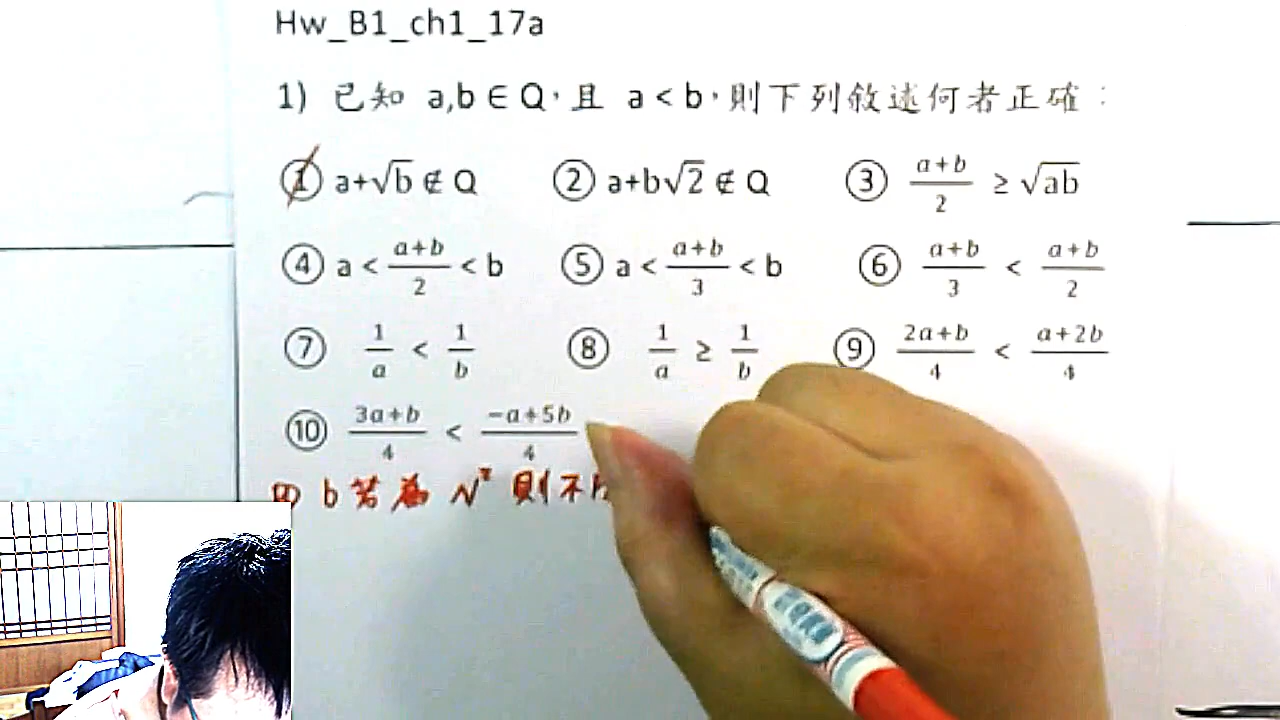 Hw_B1_ch1_17a
1) 已知 a,b ∈ Q,且 a < b,則下列敘述何者正確:
① a+√b ∉ Q ② a+b√2 ∉ Q ③ (a+b)/2 ≥ √ab
④ a < (a+b)/2 < b ⑤ a < (a+b)/3 < b ⑥ (a+b)/3 < (a+b)/2
⑦ 1/a < 1/b ⑧ 1/a ≥ 1/b ⑨ (2a+b)/4 < (a+2b)/4
⑩ (3a+b)/4 < (-a+5b)/4
b 若為 N² 則不